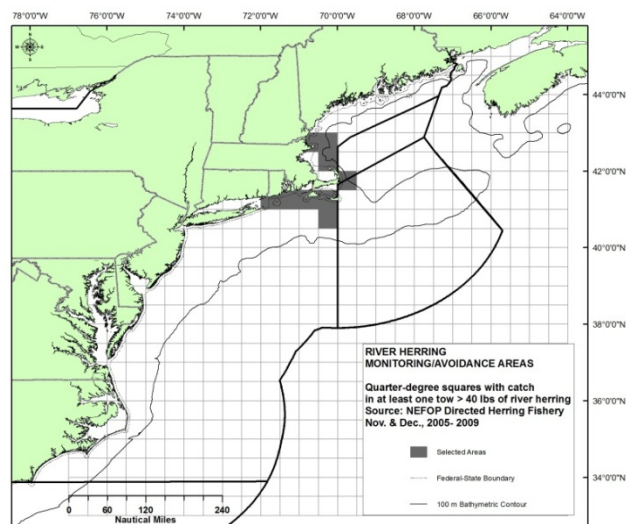 78°0'0"W 76°0'0"W 74°0'0"W 72°0'0"W 70°0'0"W 68°0'0"W 66°0'0"W 64°0'0"W
44°0'0"N
42°0'0"N
40°0'0"N
38°0'0"N
36°0'0"N
34°0'0"N
RIVER HERRING
MONITORING/AVOIDANCE AREAS
Quarter-degree squares with catch
in at least one tow > 40 lbs of river herring
Source: NEFOP Directed Herring Fishery
Nov. & Dec., 2005- 2009
Selected Areas
Federal-State Boundary
100 m Bathymetric Contour
0 30 60 120 180 240
Nautical Miles